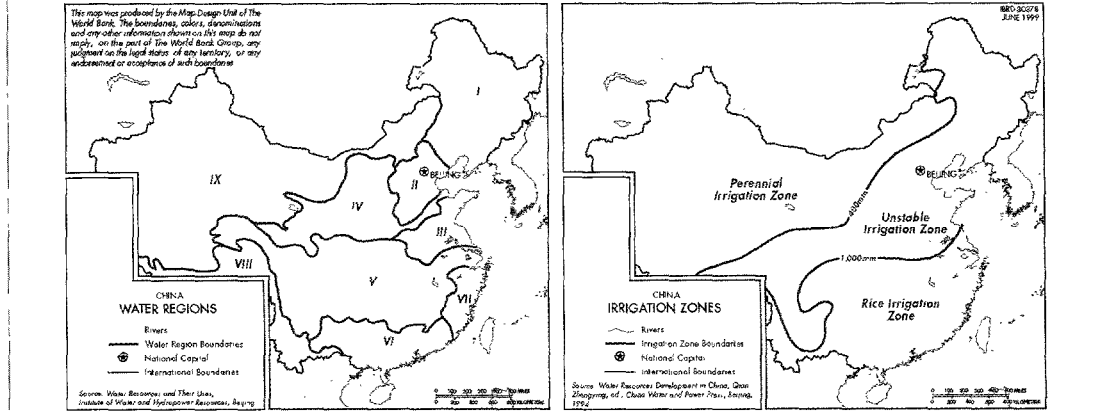 This map was produced by the Map Design Unit of The
World Bank. The boundaries, colors, denominations
and any other information shown on this map do not
imply, on the part of The World Bank Group, any
judgment on the legal status of any territory, or any
endorsement or acceptance of such boundaries
I
II
BEIJING
IX
IV
III
VIII
V
VII
VI
CHINA
WATER REGIONS
Rivers
Water Region Boundaries
National Capital
International Boundaries
Source. Water Resources and Their Uses,
Institute of Water and Hydropower Resources, Beijing
IBRD 30378
JUNE 1999
BEIJING
Perennial
Irrigation Zone
400mm
Unstable
Irrigation Zone
1,000mm
Rice Irrigation
Zone
CHINA
IRRIGATION ZONES
Rivers
Irrigation Zone Boundaries
National Capital
International Boundaries
Source Water Resources Development in China, Qian
Zhengying, ed, China Water and Power Press, Beijing,
1994